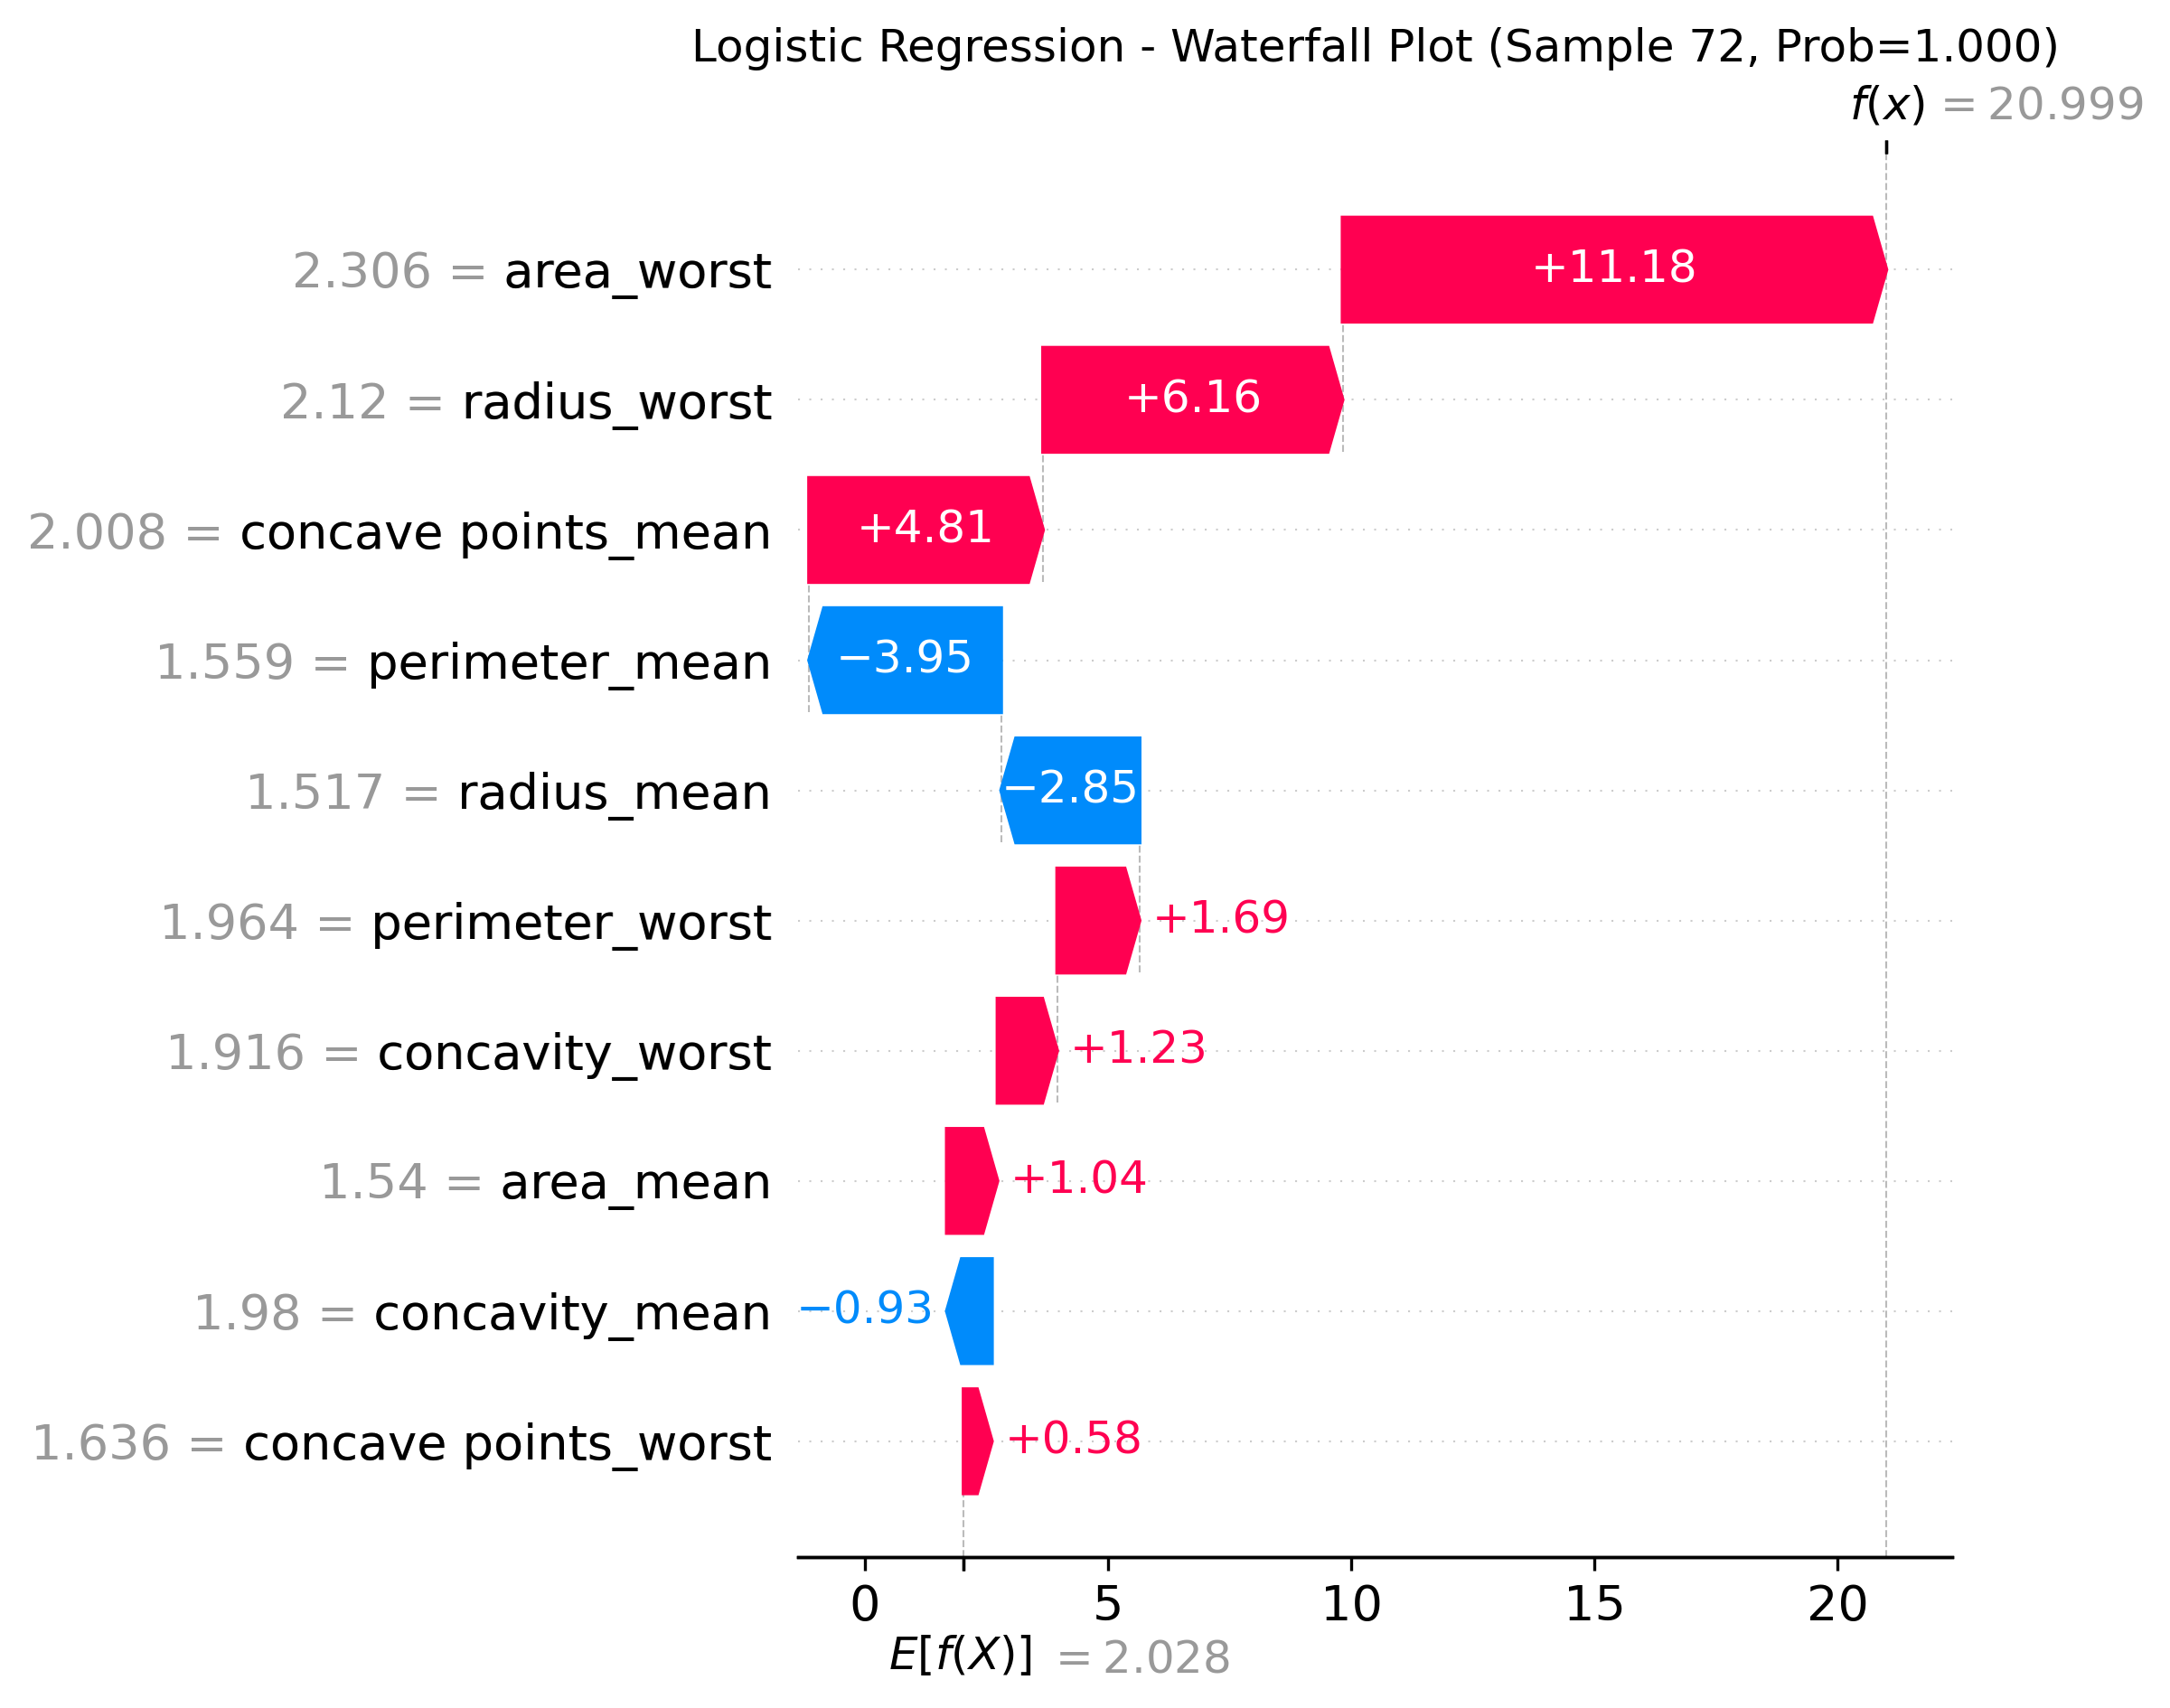 Logistic Regression - Waterfall Plot (Sample 72, Prob=1.000)
f(x) = 20.999
2.306 = area_worst +11.18
2.12 = radius_worst +6.16
2.008 = concave points_mean +4.81
1.559 = perimeter_mean −3.95
1.517 = radius_mean −2.85
1.964 = perimeter_worst +1.69
1.916 = concavity_worst +1.23
1.54 = area_mean +1.04
1.98 = concavity_mean −0.93
1.636 = concave points_worst +0.58
0 5 10 15 20
E[f(X)] = 2.028